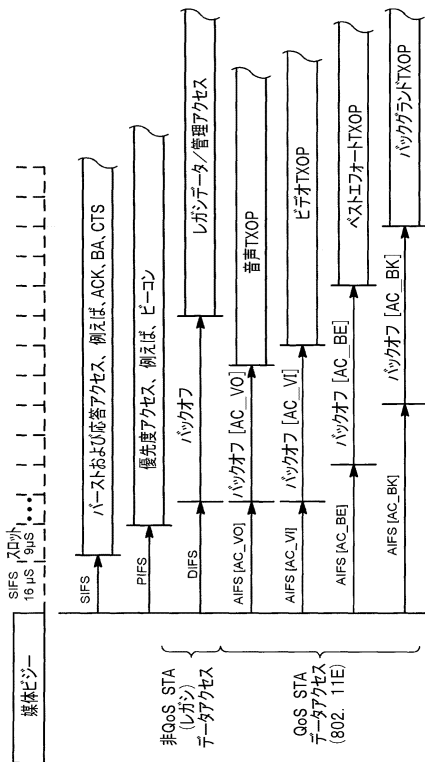 媒体ビジー
SIFS
16 μS
スロット
9μS
•••
SIFS
バーストおよび応答アクセス、例えば、ACK, BA, CTS
PIFS
優先度アクセス、例えば、ビーコン
非QoS STA
(レガシ)
データアクセス
DIFS
バックオフ
レガシデータ/管理アクセス
QoS STA
データアクセス
(802. 11E)
AIFS [AC_VO]
バックオフ [AC_VO]
音声TXOP
AIFS [AC_VI]
バックオフ [AC_VI]
ビデオTXOP
AIFS [AC_BE]
バックオフ [AC_BE]
ベストエフォートTXOP
AIFS [AC_BK]
バックオフ [AC_BK]
バックグランドTXOP